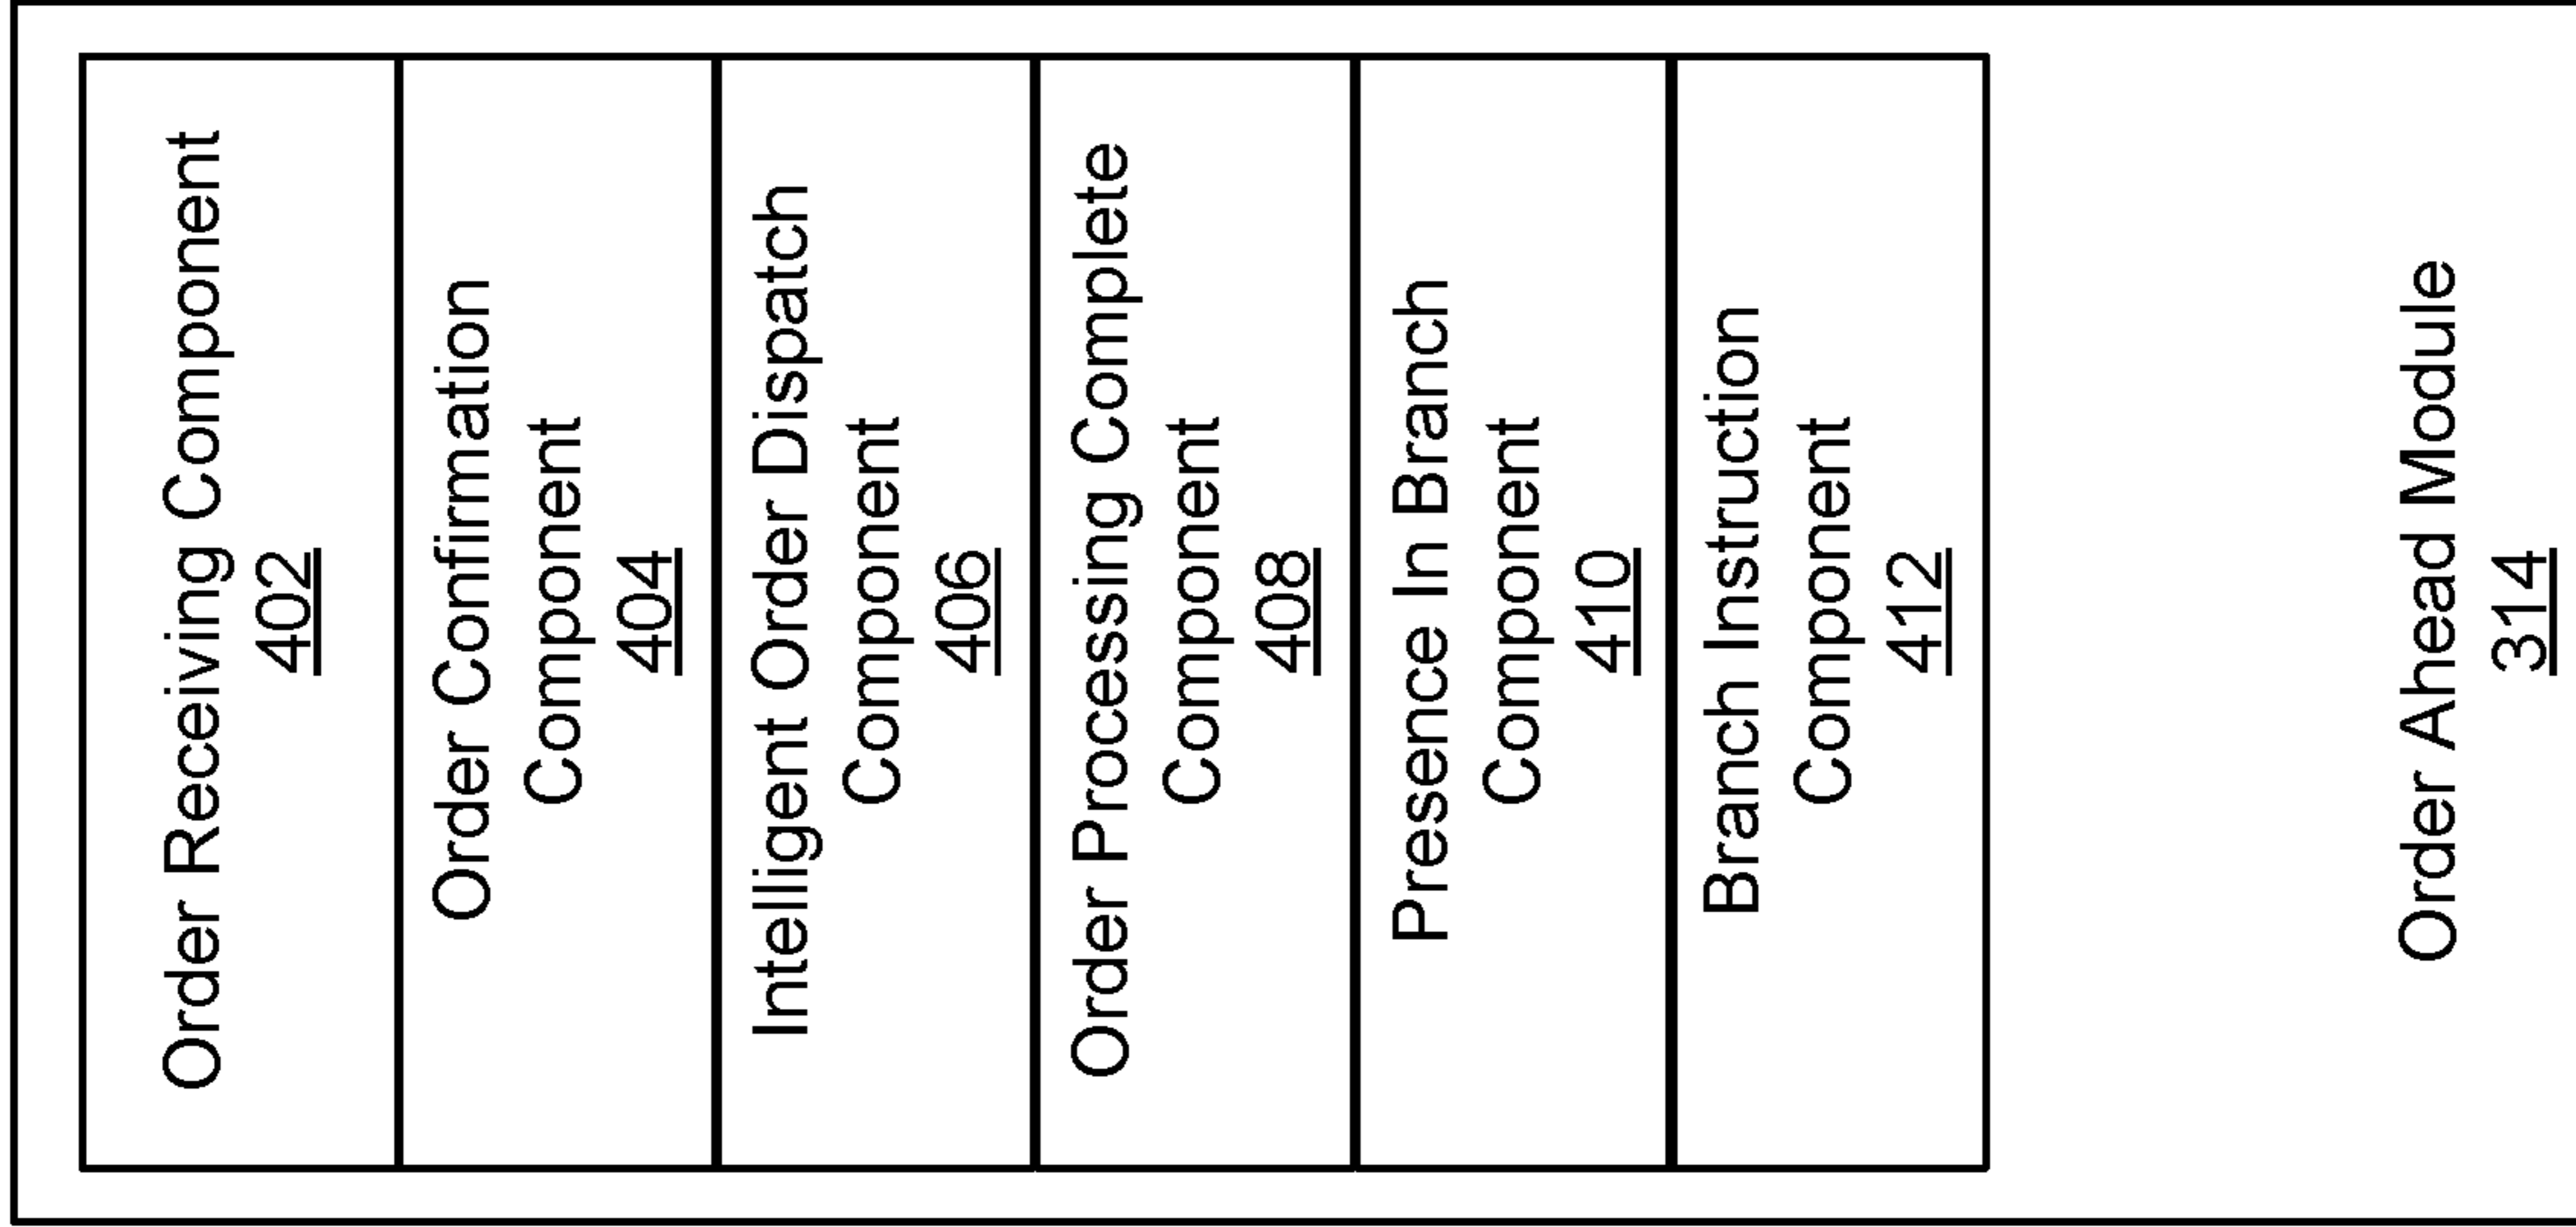 Order Receiving Component
402
Order Confirmation
Component
404
Intelligent Order Dispatch
Component
406
Order Processing Complete
Component
408
Presence In Branch
Component
410
Branch Instruction
Component
412
Order Ahead Module
314